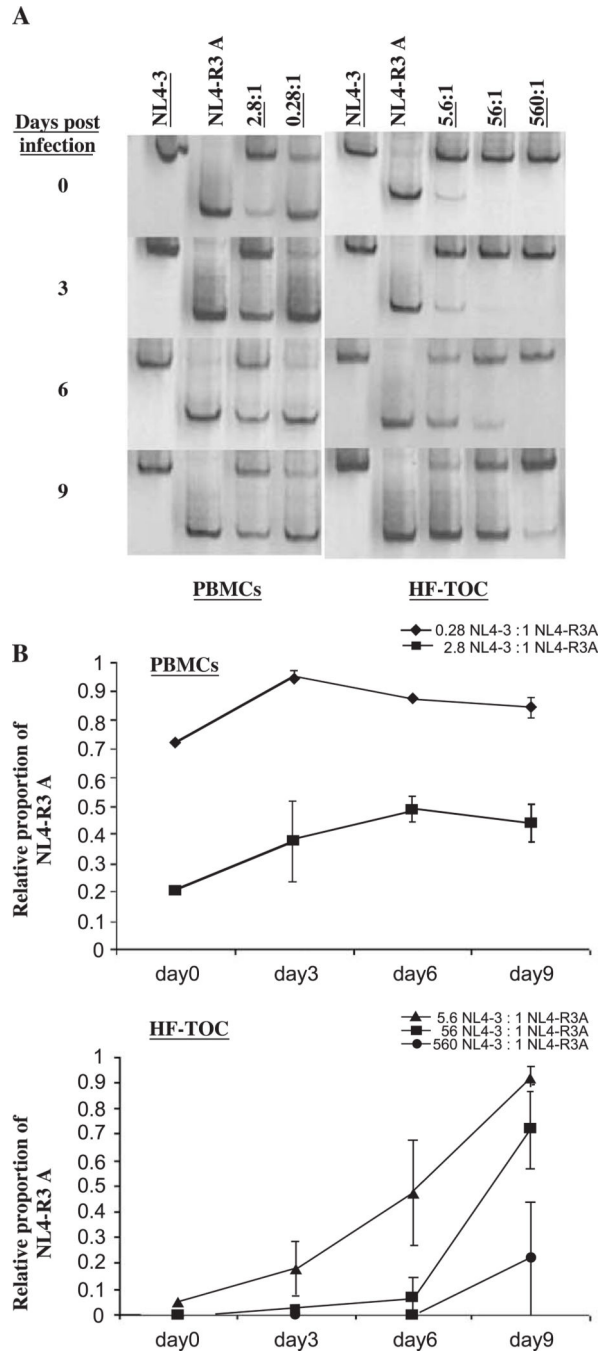 A
Days post
infection
NL4-3
NL4-R3 A
2.8:1
0.28:1
NL4-3
NL4-R3 A
5.6:1
56:1
560:1
0
3
6
9
PBMCs
HF-TOC
B
PBMCs
0.28 NL4-3 : 1 NL4-R3A
2.8 NL4-3 : 1 NL4-R3A
Relative proportion of
NL4-R3 A
1
0.9
0.8
0.7
0.6
0.5
0.4
0.3
0.2
0.1
0
day0
day3
day6
day9
HF-TOC
5.6 NL4-3 : 1 NL4-R3A
56 NL4-3 : 1 NL4-R3A
560 NL4-3 : 1 NL4-R3A
Relative proportion of
NL4-R3 A
1
0.9
0.8
0.7
0.6
0.5
0.4
0.3
0.2
0.1
0
day0
day3
day6
day9